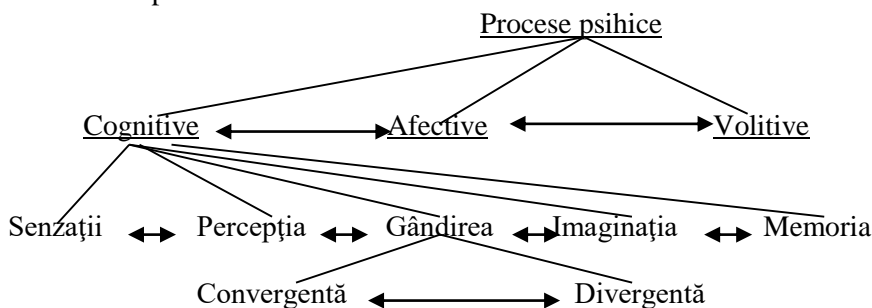 Procese psihice
Cognitive Afective Volitive
Senzaţii Percepţia Gândirea Imaginaţia Memoria
Convergentă Divergentă